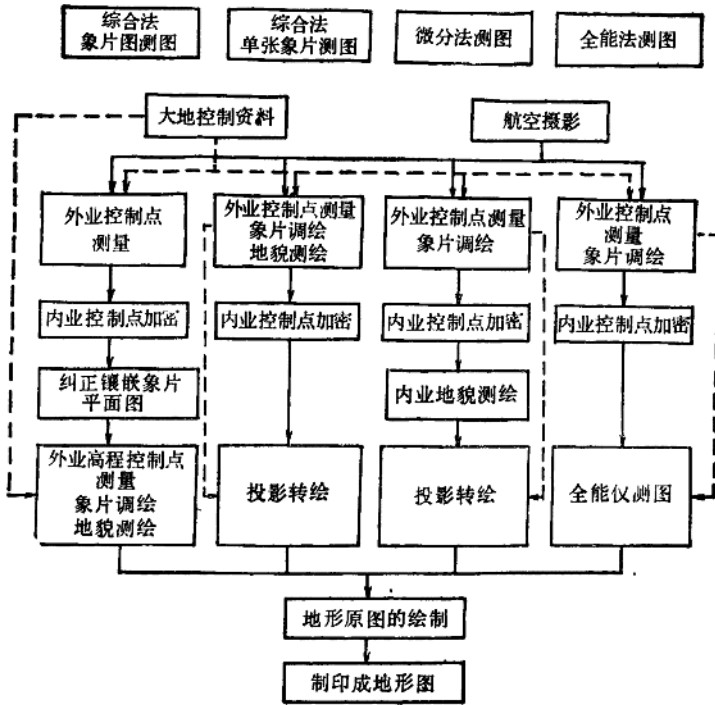 综合法
象片图测图
综合法
单张象片测图
微分法测图
全能法测图
大地控制资料
航空摄影
外业控制点
测量
外业控制点测量
象片调绘
地貌测绘
外业控制点测量
象片调绘
外业控制点
测量
象片调绘
内业控制点加密
内业控制点加密
内业控制点加密
内业控制点加密
纠正镶嵌象片
平面图
内业地貌测绘
外业高程控制点
测量
象片调绘
地貌测绘
投影转绘
投影转绘
全能仪测图
地形原图的绘制
制印成地形图